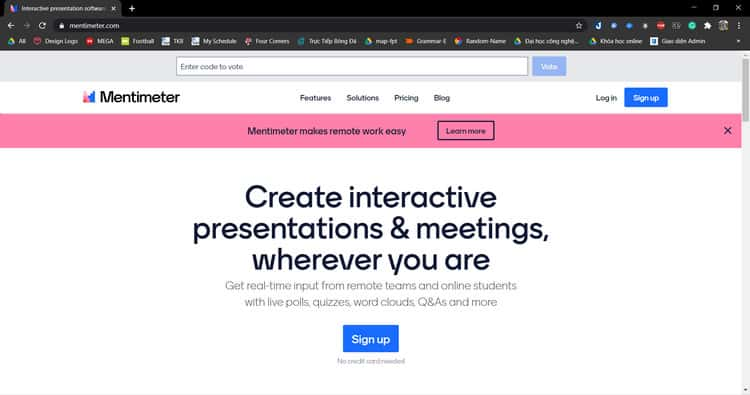 Interactive presentation software
mentimeter.com
All
Design Logo
MEGA
Football
TKB
My Schedule
Four Corners
Trực Tiếp Bóng Đá
map-fpt
Grammar-E
Random-Name
Đại học công nghệ...
Khóa học online
Giao diện Admin
Enter code to vote
Vote
Mentimeter
Features
Solutions
Pricing
Blog
Log in
Sign up
Mentimeter makes remote work easy
Learn more
Create interactive
presentations & meetings,
wherever you are
Get real-time input from remote teams and online students
with live polls, quizzes, word clouds, Q&As and more
Sign up
No credit card needed